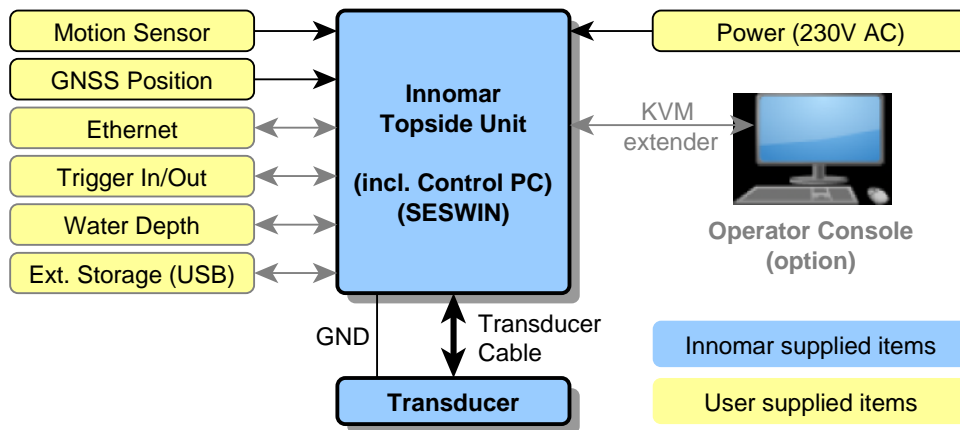 Motion Sensor
GNSS Position
Ethernet
Trigger In/Out
Water Depth
Ext. Storage (USB)
Innomar
Topside Unit
(incl. Control PC)
(SESWIN)
Power (230V AC)
KVM
extender
Operator Console
(option)
GND
Transducer
Cable
Transducer
Innomar supplied items
User supplied items